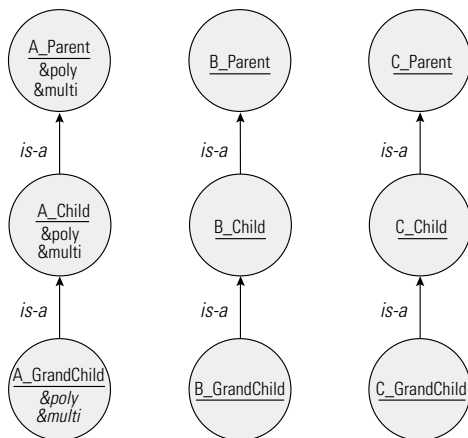 A_Parent
&poly
&multi
B_Parent
C_Parent
is-a
is-a
is-a
A_Child
&poly
&multi
B_Child
C_Child
is-a
is-a
is-a
A_GrandChild
&poly
&multi
B_GrandChild
C_GrandChild